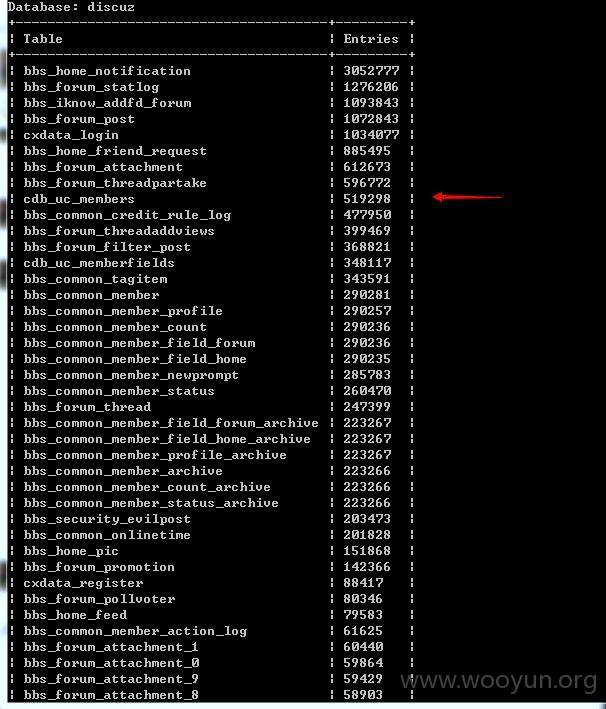 Database: discuz
+----------------------------------------+---------+
| Table | Entries |
+----------------------------------------+---------+
| bbs_home_notification | 3052777 |
| bbs_forum_statlog | 1276206 |
| bbs_iknow_addfd_forum | 1093843 |
| bbs_forum_post | 1072843 |
| cxdata_login | 1034077 |
| bbs_home_friend_request | 885495 |
| bbs_forum_attachment | 612673 |
| bbs_forum_threadpartake | 596772 |
| cdb_uc_members | 519298 |
| bbs_common_credit_rule_log | 477950 |
| bbs_forum_threadaddviews | 399469 |
| bbs_forum_filter_post | 368821 |
| cdb_uc_memberfields | 348117 |
| bbs_common_tagitem | 343591 |
| bbs_common_member | 290281 |
| bbs_common_member_profile | 290257 |
| bbs_common_member_count | 290236 |
| bbs_common_member_field_forum | 290236 |
| bbs_common_member_field_home | 290235 |
| bbs_common_member_newprompt | 285783 |
| bbs_common_member_status | 260470 |
| bbs_forum_thread | 247399 |
| bbs_common_member_field_forum_archive | 223267 |
| bbs_common_member_field_home_archive | 223267 |
| bbs_common_member_profile_archive | 223267 |
| bbs_common_member_archive | 223266 |
| bbs_common_member_count_archive | 223266 |
| bbs_common_member_status_archive | 223266 |
| bbs_security_evilpost | 203473 |
| bbs_common_onlinetime | 201828 |
| bbs_home_pic | 151868 |
| bbs_forum_promotion | 142366 |
| cxdata_register | 88417 |
| bbs_forum_pollvoter | 80346 |
| bbs_home_feed | 79583 |
| bbs_common_member_action_log | 61625 |
| bbs_forum_attachment_1 | 60440 |
| bbs_forum_attachment_0 | 59864 |
| bbs_forum_attachment_9 | 59429 |
| bbs_forum_attachment_8 | 58903 |
www.wooyun.org